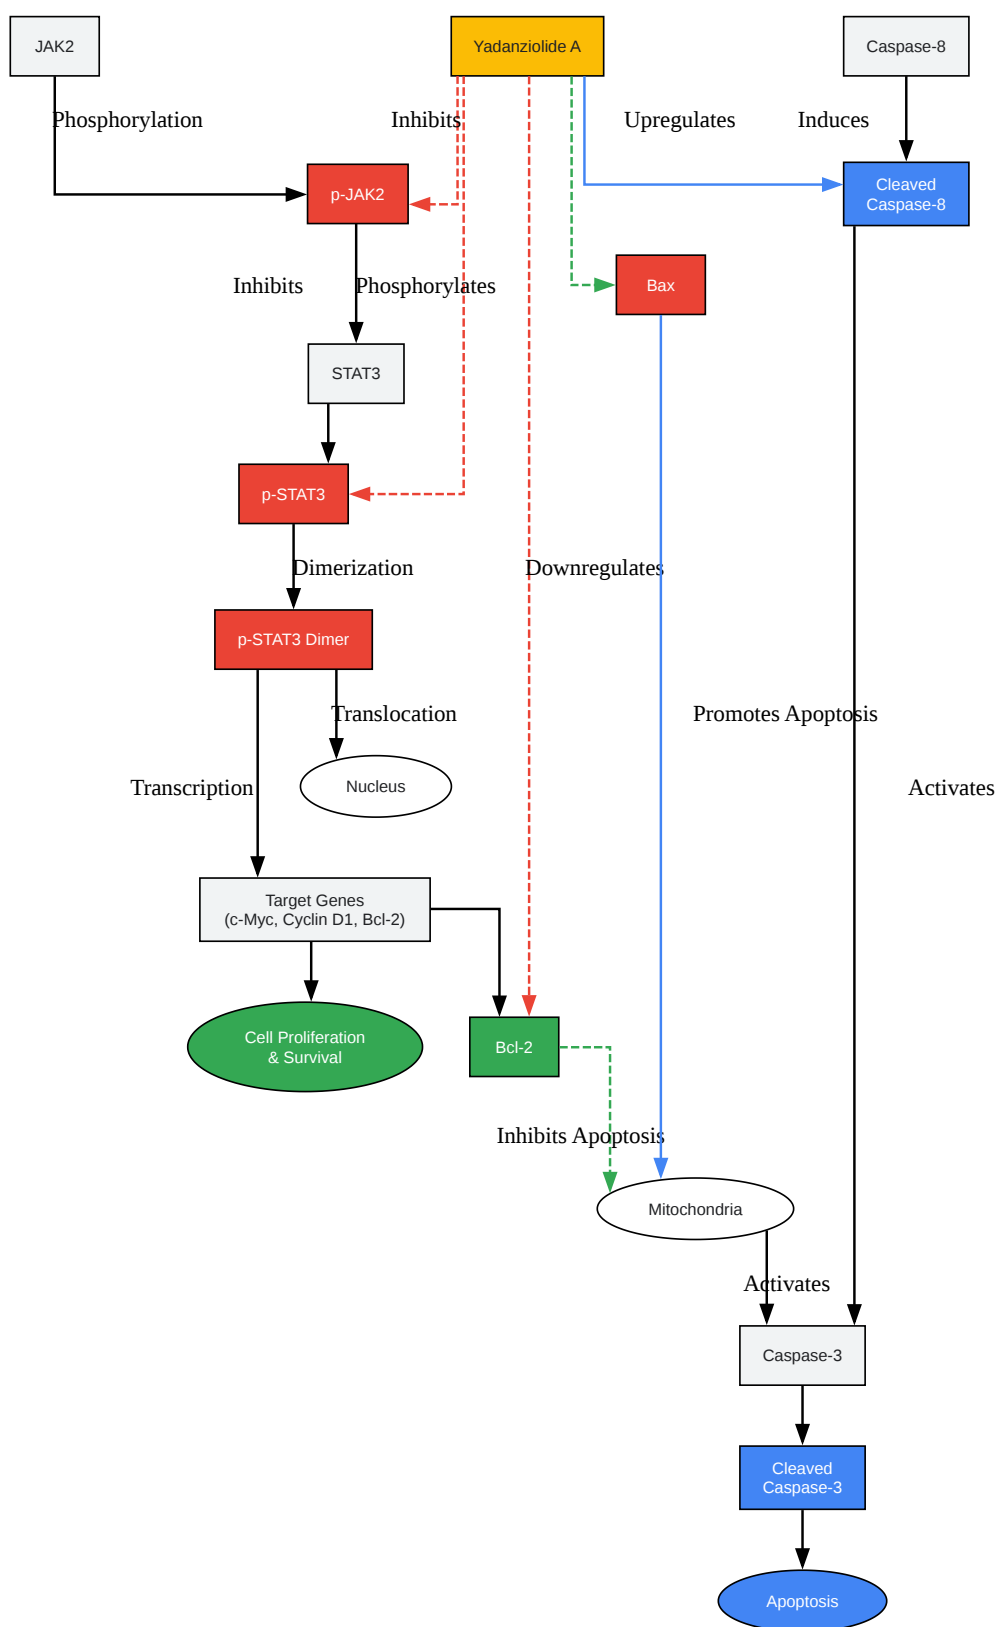 JAK2
Yadanziolide A
Caspase-8
Phosphorylation
Inhibits
Upregulates
Induces
p-JAK2
Cleaved
Caspase-8
Inhibits
Phosphorylates
Bax
STAT3
p-STAT3
Dimerization
Downregulates
p-STAT3 Dimer
Translocation
Promotes Apoptosis
Transcription
Nucleus
Activates
Target Genes
(c-Myc, Cyclin D1, Bcl-2)
Cell Proliferation
& Survival
Bcl-2
Inhibits Apoptosis
Mitochondria
Activates
Caspase-3
Cleaved
Caspase-3
Apoptosis